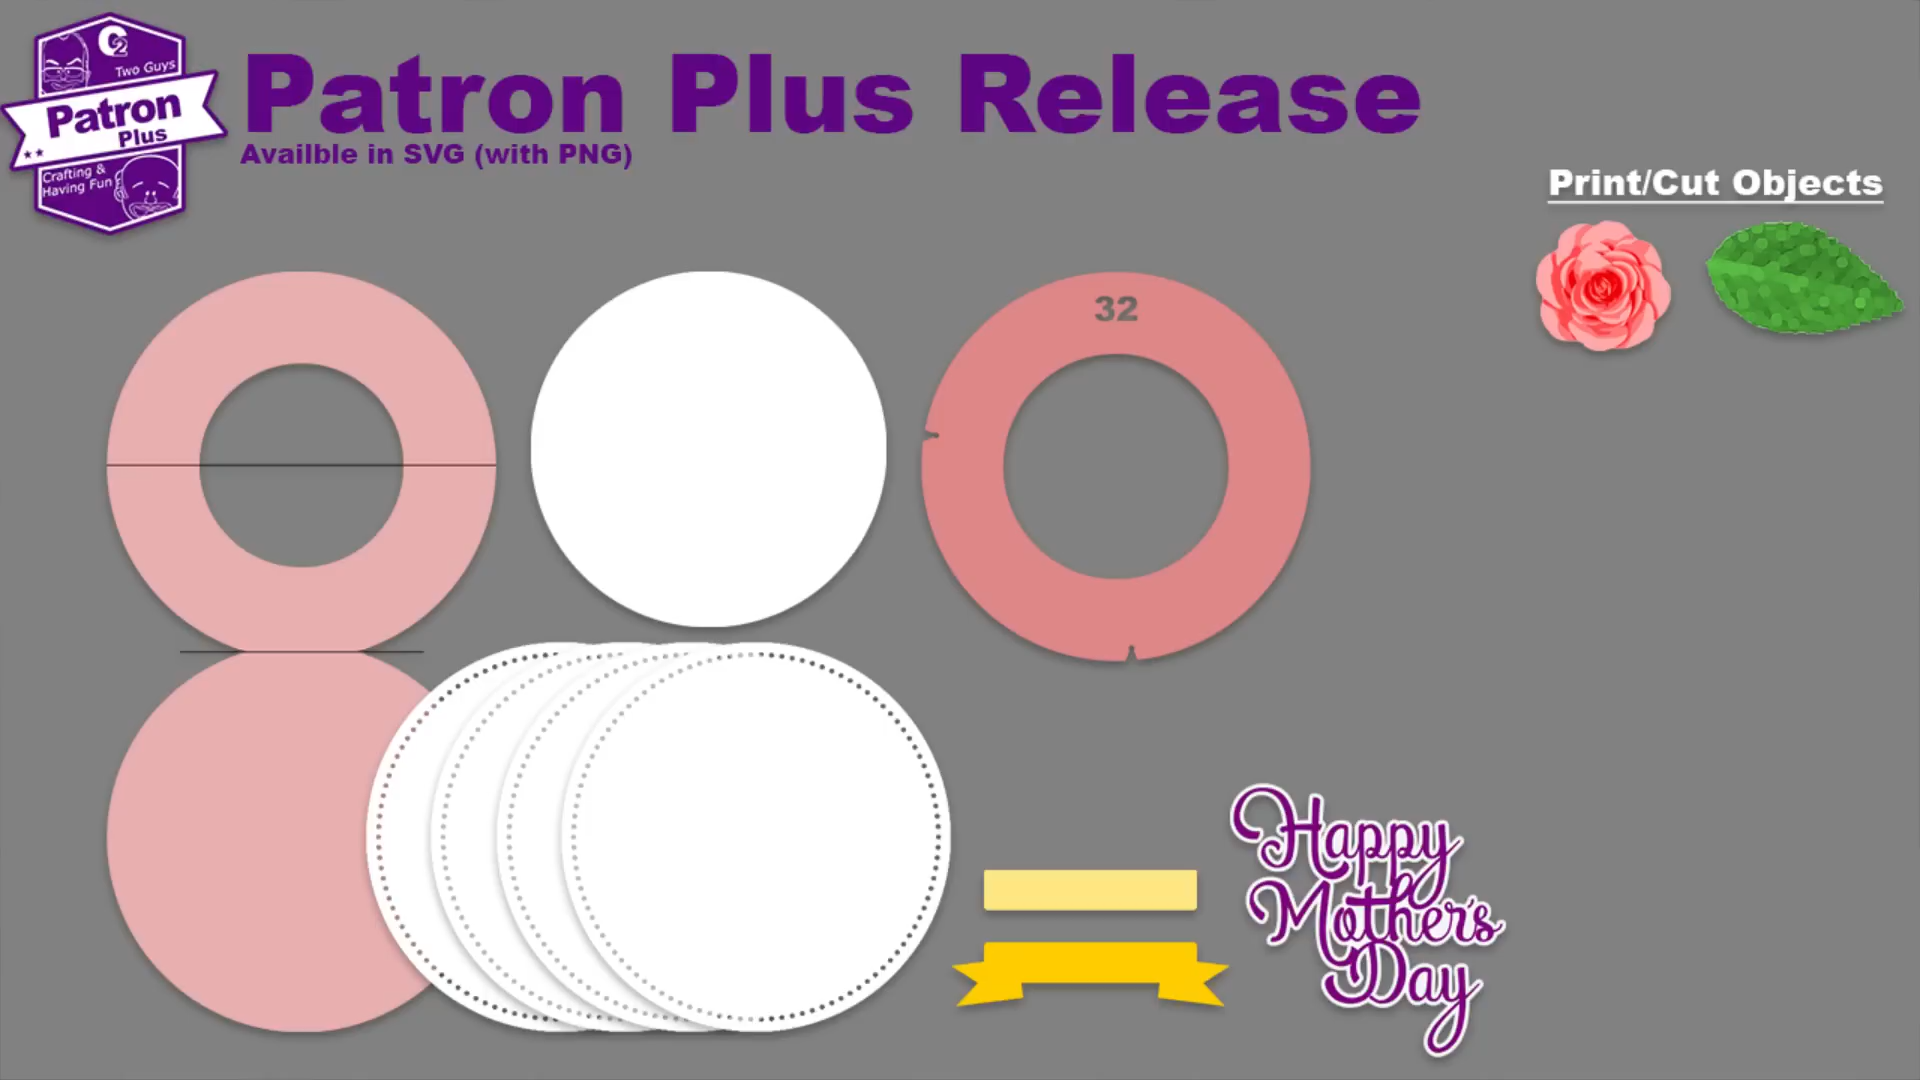 C2
Two Guys
Patron
Plus
Crafting &
Having Fun
Patron Plus Release
Availble in SVG (with PNG)
Print/Cut Objects
32
Happy
Mother's
Day